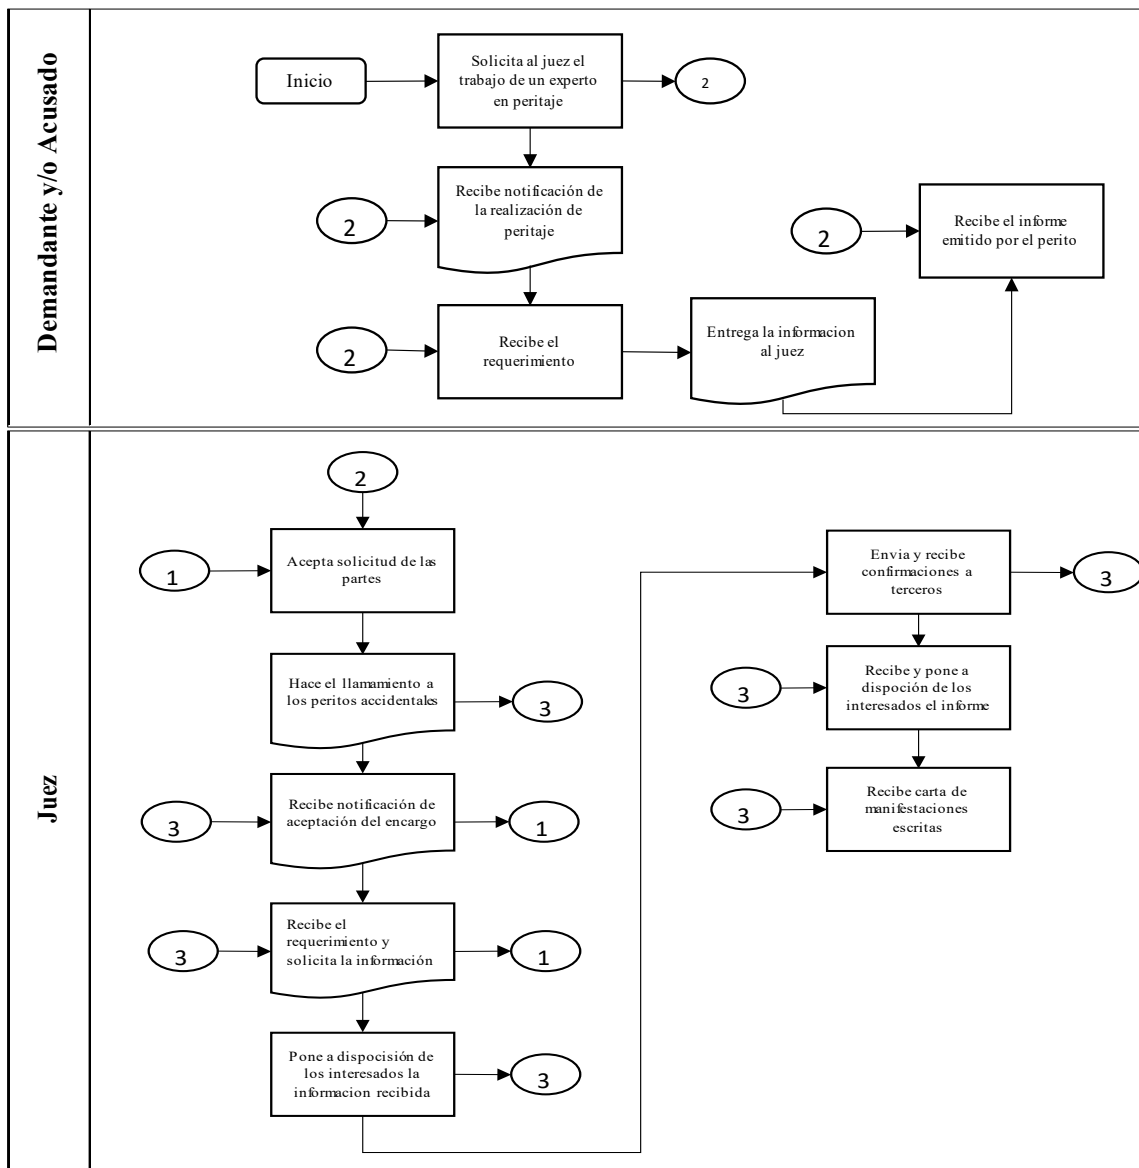 Demandante y/o Acusado
Inicio
Solicita al juez el
trabajo de un experto
en peritaje
2
2
Recibe notificación de
la realización de
peritaje
2
Recibe el informe
emitido por el perito
2
Recibe el
requerimiento
Entrega la informacion
al juez
Juez
2
1
Acepta solicitud de las
partes
Hace el llamamiento a
los peritos accidentales
3
3
Recibe notificación de
aceptación del encargo
1
3
Recibe el
requerimiento y
solicita la información
1
Pone a dispocisión de
los interesados la
informacion recibida
3
Envia y recibe
confirmaciones a
terceros
3
3
Recibe y pone a
dispoción de los
interesados el informe
3
Recibe carta de
manifestaciones
escritas